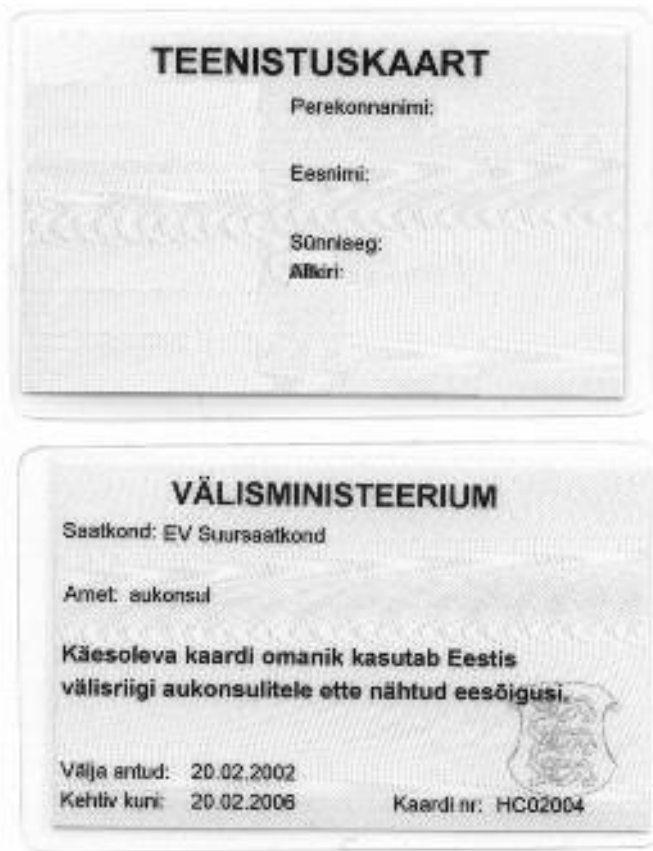 TEENISTUSKAART
Perekonnanimi:
Eesnimi:
Sünniaeg:
Allkiri:
VÄLISMINISTEERIUM
Saatkond: EV Suursaatkond
Amet: aukonsul
Käesoleva kaardi omanik kasutab Eestis
välisriigi aukonsulitele ette nähtud eesõigusi.
Välja antud: 20.02.2002
Kehtiv kuni: 20.02.2006 Kaardi nr: HC02004